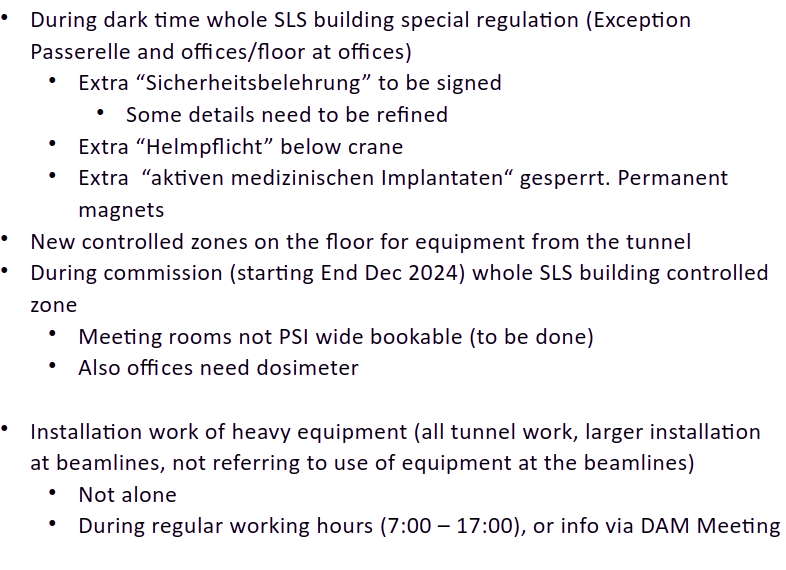 • During dark time whole SLS building special regulation (Exception
Passerelle and offices/floor at offices)
• Extra “Sicherheitsbelehrung” to be signed
• Some details need to be refined
• Extra “Helmpflicht” below crane
• Extra  “aktiven medizinischen Implantaten“ gesperrt. Permanent
magnets
• New controlled zones on the floor for equipment from the tunnel
• During commission (starting End Dec 2024) whole SLS building controlled
zone
• Meeting rooms not PSI wide bookable (to be done)
• Also offices need dosimeter
• Installation work of heavy equipment (all tunnel work, larger installation
at beamlines, not referring to use of equipment at the beamlines)
• Not alone
• During regular working hours (7:00 – 17:00), or info via DAM Meeting